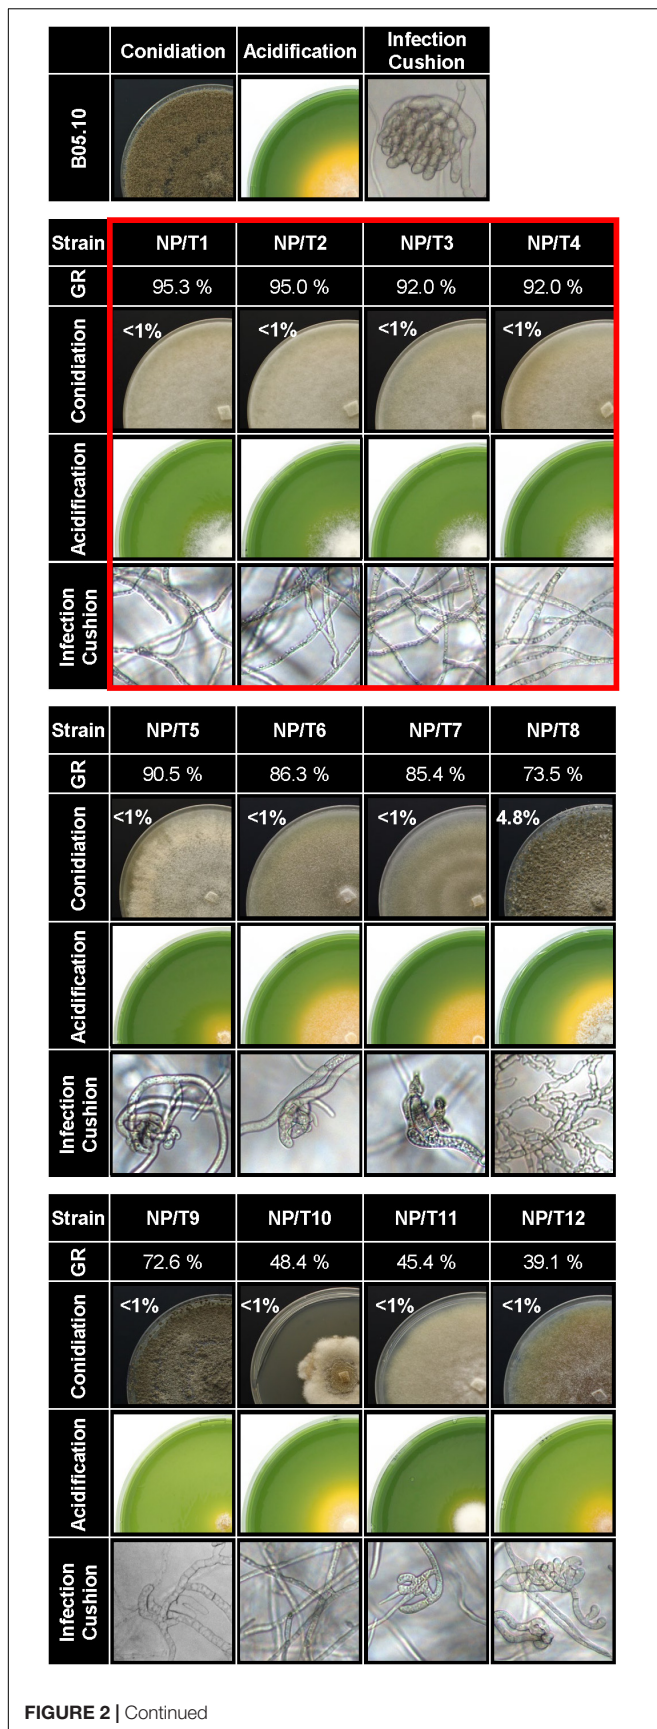 Conidiation Acidification Infection Cushion
B05.10
Strain NP/T1 NP/T2 NP/T3 NP/T4
GR 95.3 % 95.0 % 92.0 % 92.0 %
Conidiation <1% <1% <1% <1%
Acidification
Infection Cushion
Strain NP/T5 NP/T6 NP/T7 NP/T8
GR 90.5 % 86.3 % 85.4 % 73.5 %
Conidiation <1% <1% <1% 4.8%
Acidification
Infection Cushion
Strain NP/T9 NP/T10 NP/T11 NP/T12
GR 72.6 % 48.4 % 45.4 % 39.1 %
Conidiation <1% <1% <1% <1%
Acidification
Infection Cushion
FIGURE 2 | Continued